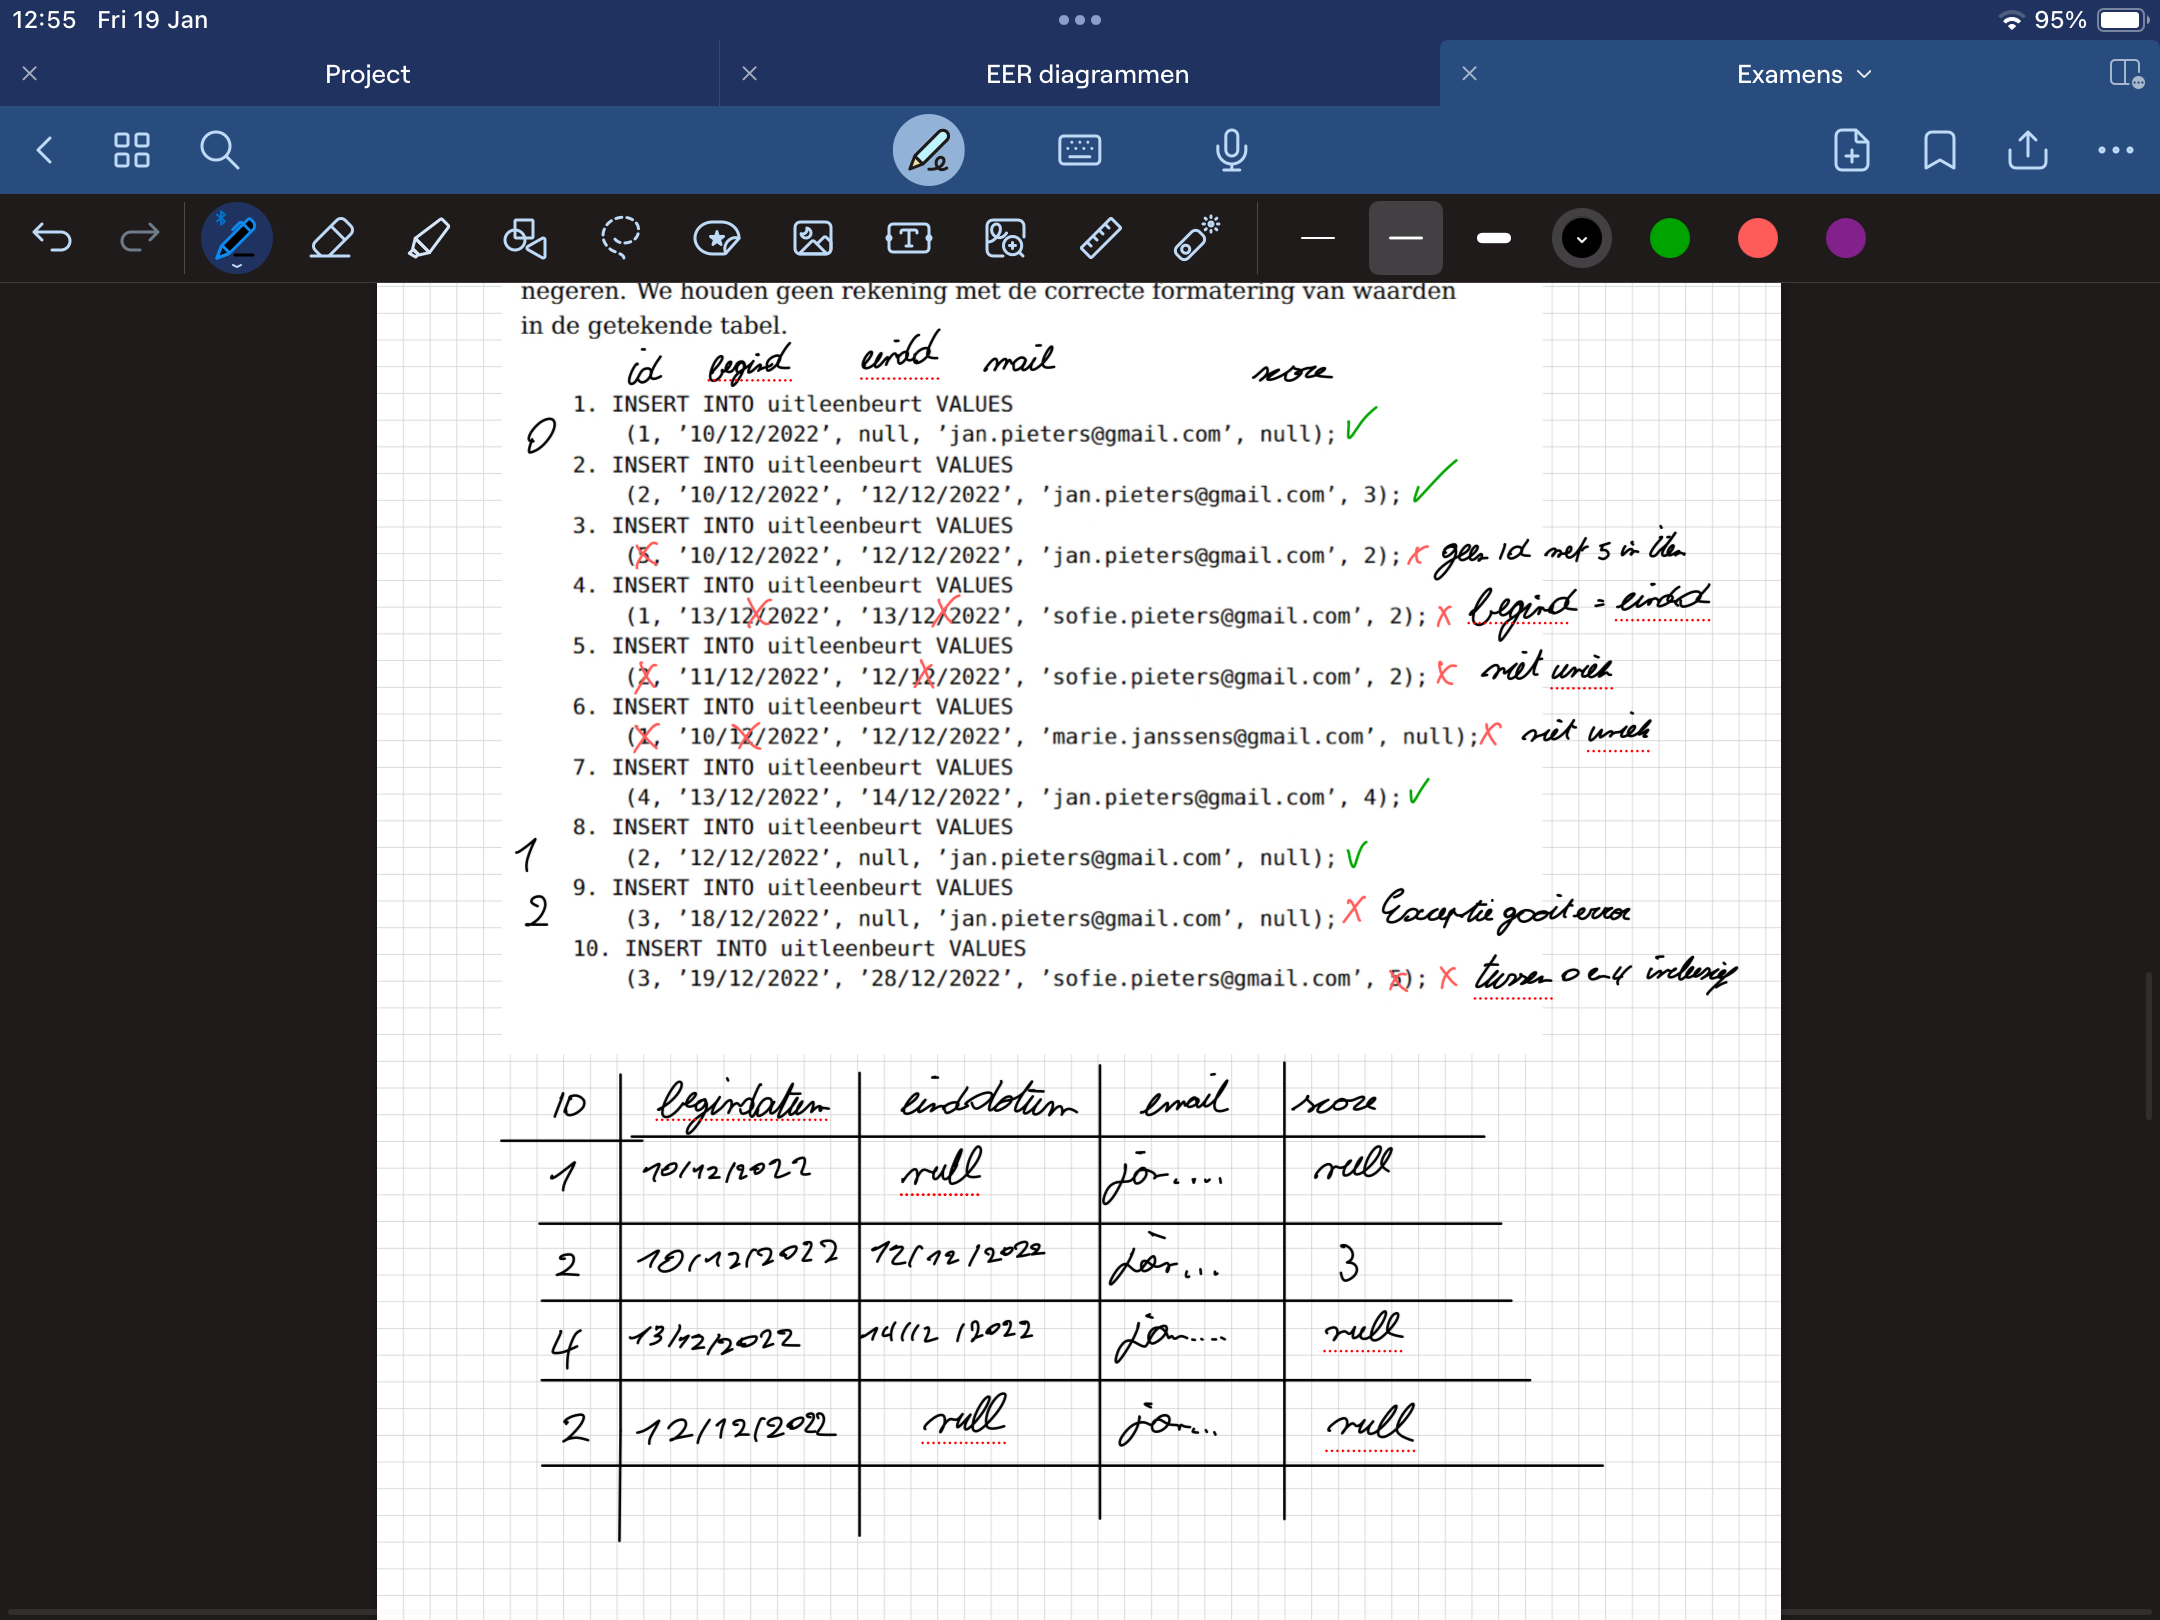 12:55 Fri 19 Jan 95%
Project EER diagrammen Examens
negeren. We houden geen rekening met de correcte formatering van waarden
in de getekende tabel.
id begind eindd mail score
1. INSERT INTO uitleenbeurt VALUES
0 (1, ’10/12/2022’, null, ’jan.pieters@gmail.com’, null); ✓
2. INSERT INTO uitleenbeurt VALUES
(2, ’10/12/2022’, ’12/12/2022’, ’jan.pieters@gmail.com’, 3); ✓
3. INSERT INTO uitleenbeurt VALUES
(5, ’10/12/2022’, ’12/12/2022’, ’jan.pieters@gmail.com’, 2); x geen id met 5 in item
4. INSERT INTO uitleenbeurt VALUES
(1, ’13/12/2022’, ’13/12/2022’, ’sofie.pieters@gmail.com’, 2); x begind = eindd
5. INSERT INTO uitleenbeurt VALUES
(2, ’11/12/2022’, ’12/12/2022’, ’sofie.pieters@gmail.com’, 2); x niet uniek
6. INSERT INTO uitleenbeurt VALUES
(1, ’10/12/2022’, ’12/12/2022’, ’marie.janssens@gmail.com’, null); x niet uniek
7. INSERT INTO uitleenbeurt VALUES
(4, ’13/12/2022’, ’14/12/2022’, ’jan.pieters@gmail.com’, 4); ✓
8. INSERT INTO uitleenbeurt VALUES
1 (2, ’12/12/2022’, null, ’jan.pieters@gmail.com’, null); ✓
9. INSERT INTO uitleenbeurt VALUES
2 (3, ’18/12/2022’, null, ’jan.pieters@gmail.com’, null); x Exceptie gooit error
10. INSERT INTO uitleenbeurt VALUES
(3, ’19/12/2022’, ’28/12/2022’, ’sofie.pieters@gmail.com’, 5); x tussen 0 en 4 inclusief
ID begindatum einddatum email score
1 10/12/2022 null jan.... null
2 10/12/2022 12/12/2022 jan... 3
4 13/12/2022 14/12/2022 jan.... null
2 12/12/2022 null jan... null